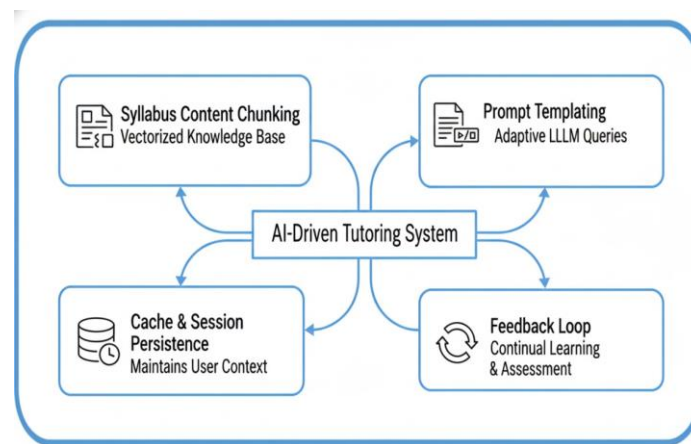 Syllabus Content Chunking
Vectorized Knowledge Base
Prompt Templating
Adaptive LLLM Queries
AI-Driven Tutoring System
Cache & Session
Persistence
Maintains User Context
Feedback Loop
Continual Learning
& Assessment